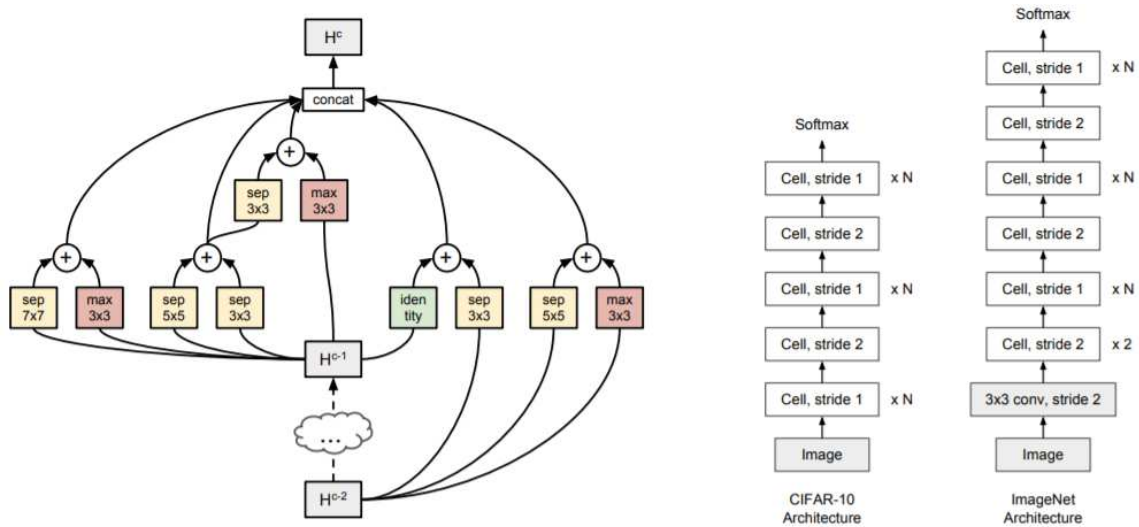 H^c
concat
+
sep
3x3
max
3x3
+
+
+
+
sep
7x7
max
3x3
sep
5x5
sep
3x3
iden
tity
sep
3x3
sep
5x5
max
3x3
H^c-1
...
H^c-2
Softmax
Cell, stride 1 x N
Cell, stride 2
Cell, stride 1 x N
Cell, stride 2
Cell, stride 1 x N
Image
CIFAR-10
Architecture
Softmax
Cell, stride 1 x N
Cell, stride 2
Cell, stride 1 x N
Cell, stride 2
Cell, stride 1 x N
Cell, stride 2 x 2
3x3 conv, stride 2
Image
ImageNet
Architecture